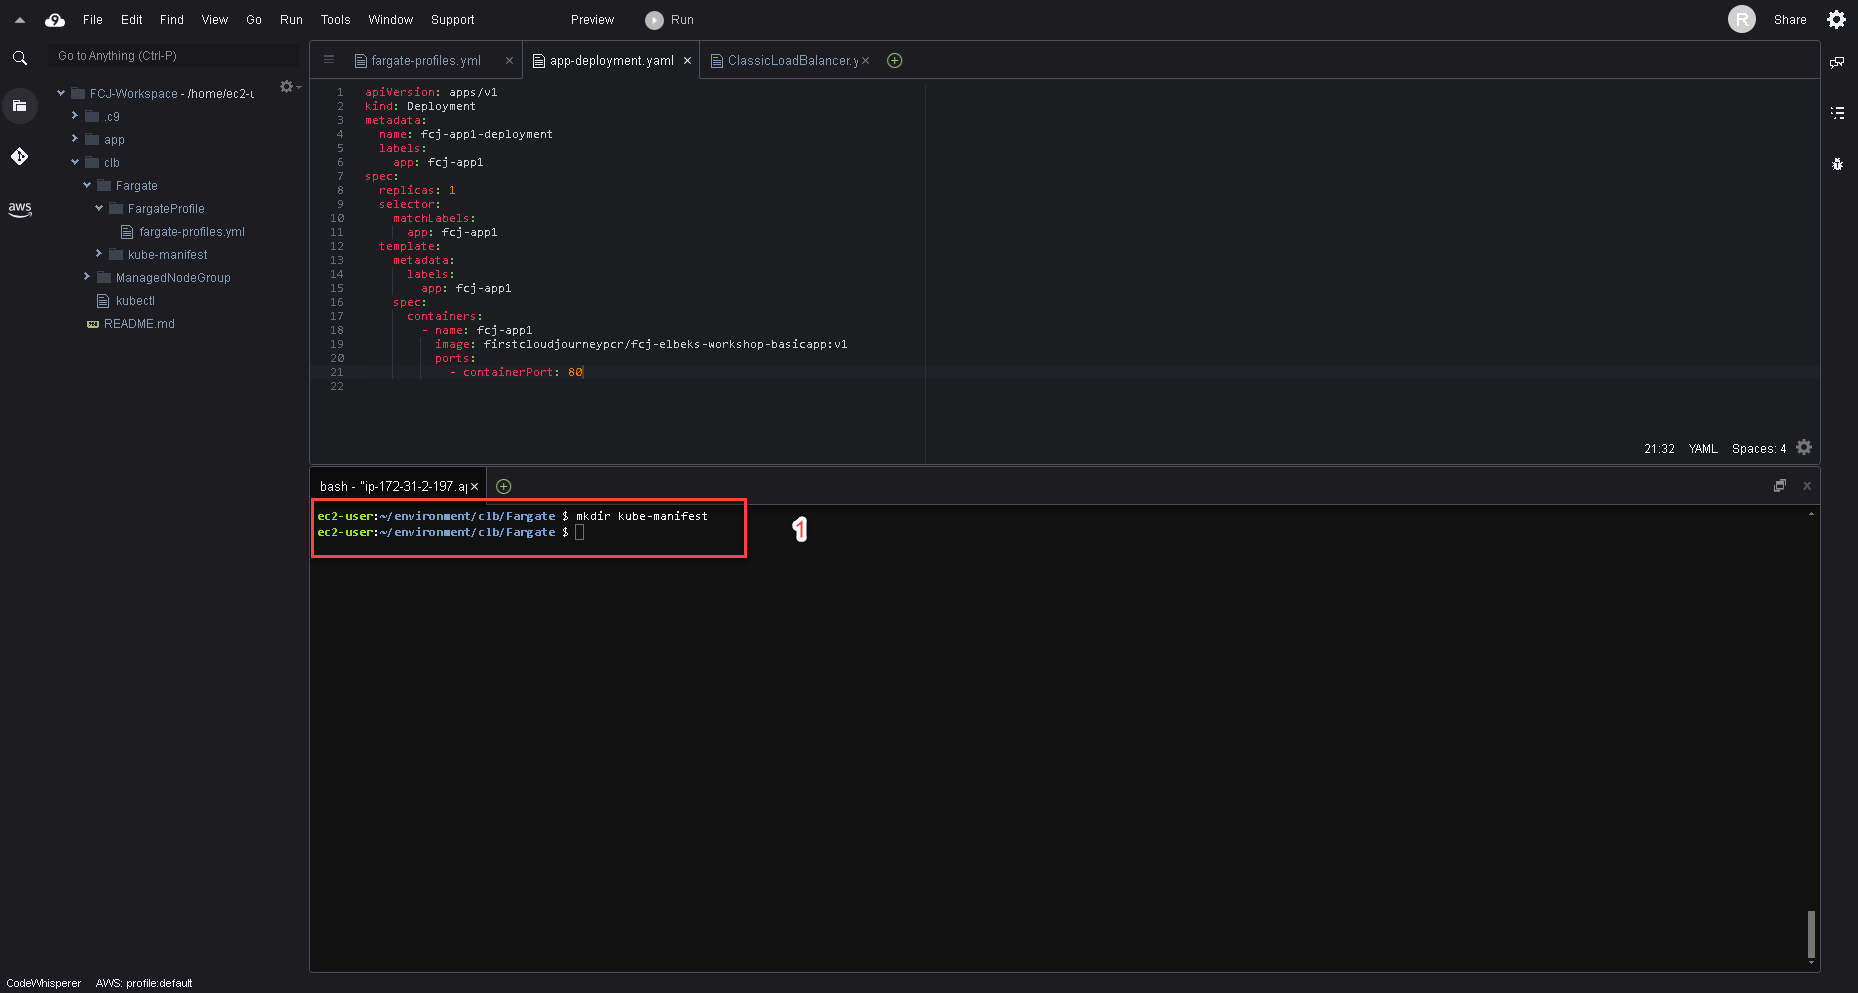 File Edit Find View Go Run Tools Window Support Preview Run R Share
Go to Anything (Ctrl-P)
FCJ-Workspace - /home/ec2-u
.c9
app
clb
Fargate
FargateProfile
fargate-profiles.yml
kube-manifest
ManagedNodeGroup
kubectl
README.md
aws
fargate-profiles.yml app-deployment.yaml ClassicLoadBalancer.y
1 apiVersion: apps/v1
2 kind: Deployment
3 metadata:
4 name: fcj-app1-deployment
5 labels:
6 app: fcj-app1
7 spec:
8 replicas: 1
9 selector:
10 matchLabels:
11 app: fcj-app1
12 template:
13 metadata:
14 labels:
15 app: fcj-app1
16 spec:
17 containers:
18 - name: fcj-app1
19 image: firstcloudjourneypcr/fcj-elbeks-workshop-basicapp:v1
20 ports:
21 - containerPort: 80
22
21:32 YAML Spaces: 4
bash - "ip-172-31-2-197.ap
ec2-user:~/environment/clb/Fargate $ mkdir kube-manifest
ec2-user:~/environment/clb/Fargate $
1
CodeWhisperer AWS: profile:default